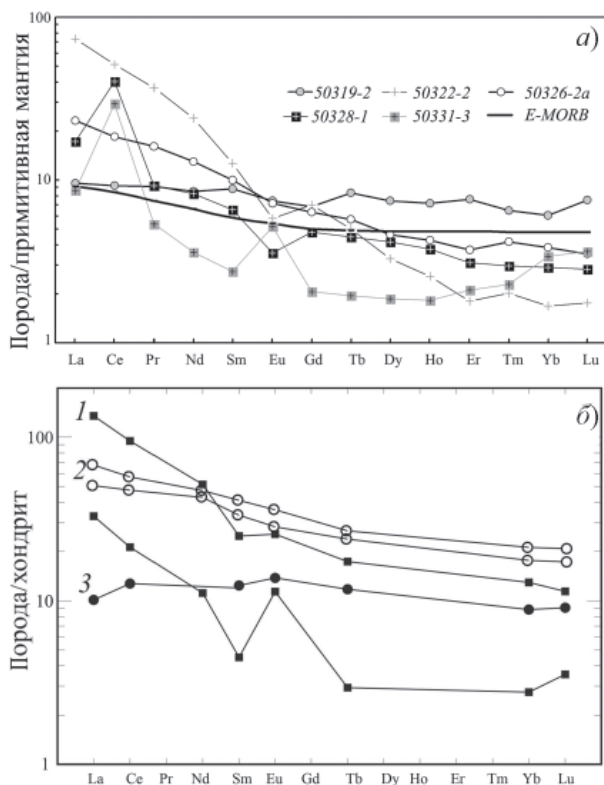 Порода/примитивная мантия
100
10
1
а)
50319-2 50322-2 50326-2а
50328-1 50331-3 E-MORB
La Ce Pr Nd Sm Eu Gd Tb Dy Ho Er Tm Yb Lu
Порода/хондрит
100
10
1
б)
1
2
3
La Ce Pr Nd Sm Eu Gd Tb Dy Ho Er Tm Yb Lu